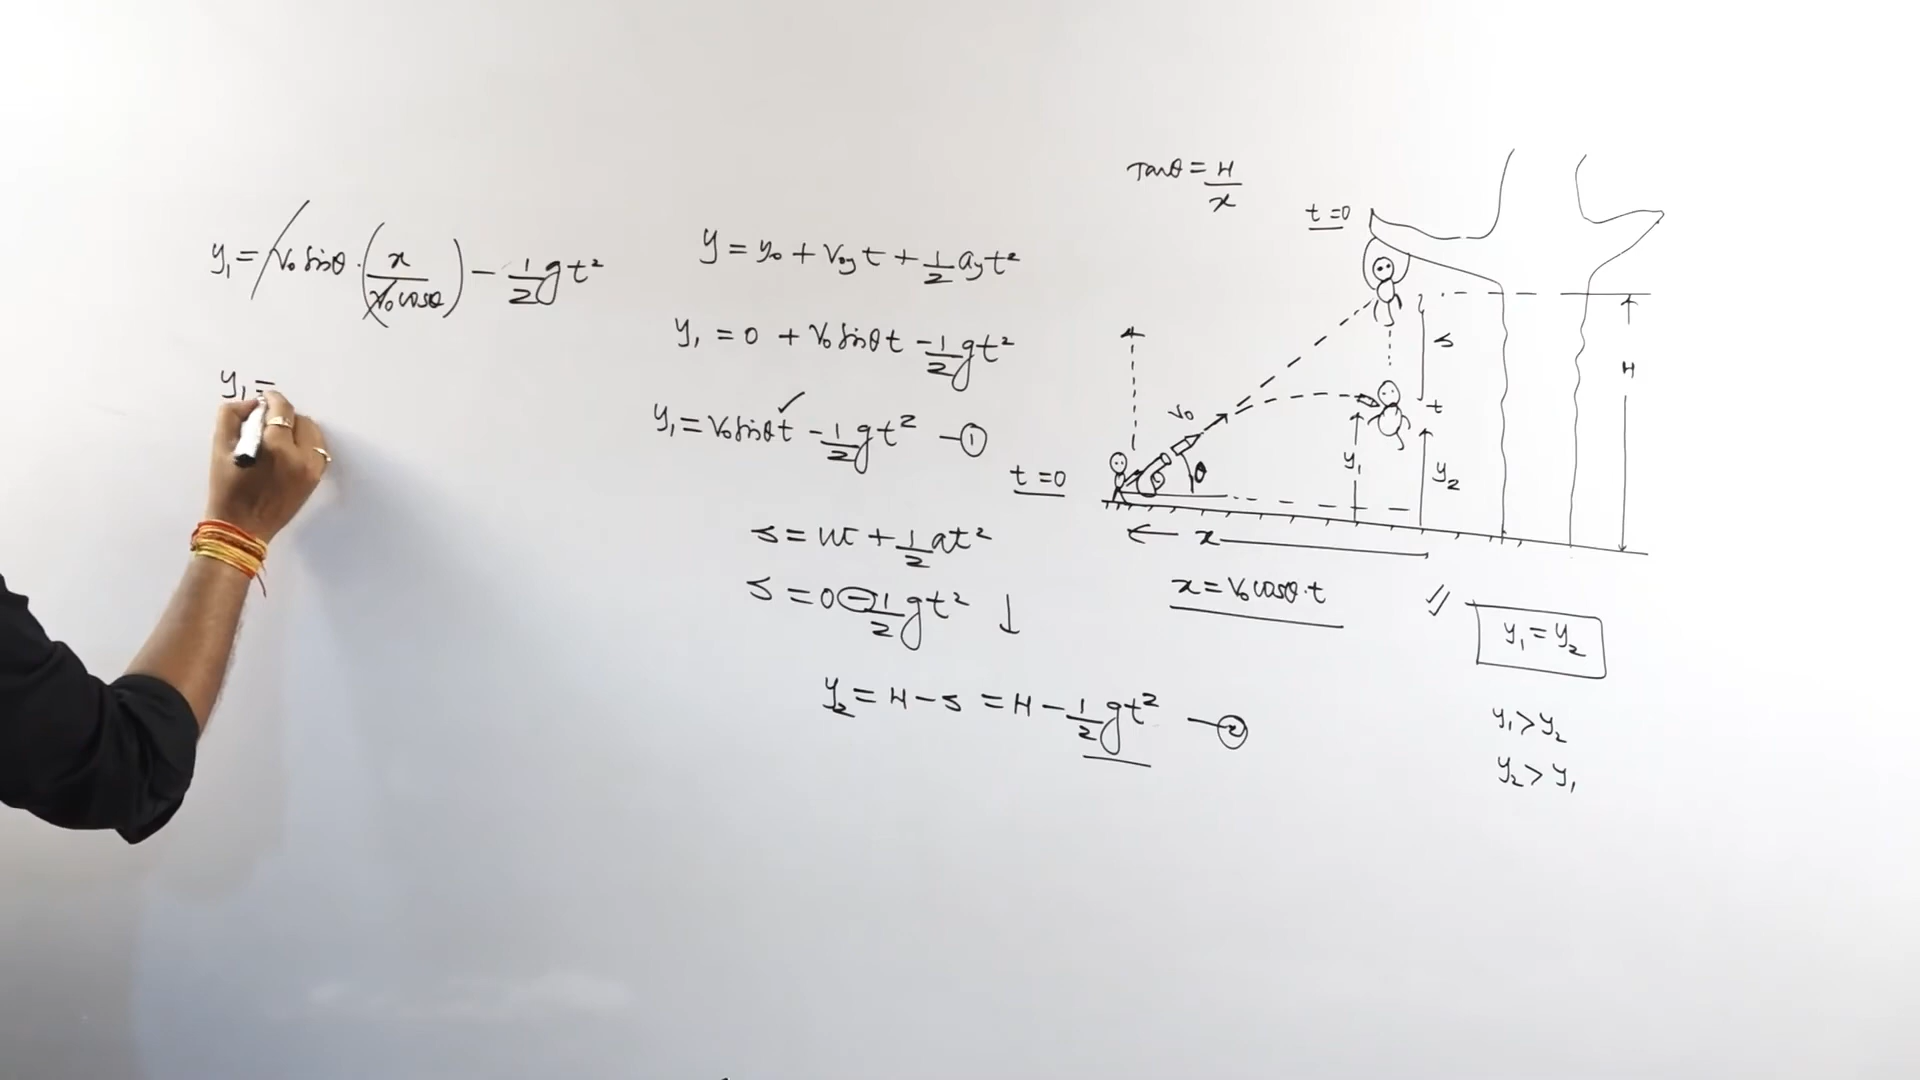 y₁ = v₀ sinθ · (x / v₀ cosθ) − 1/2 g t²
y₁ =
y = y₀ + v₀y t + 1/2 ay t²
y₁ = 0 + v₀ sinθ t − 1/2 g t²
y₁ = v₀ sinθ t ✓ − 1/2 g t² — ①
s = ut + 1/2 at²
s = 0 − 1/2 g t² ↓
y₂ = H − s = H − 1/2 g t² — ②
Tanθ = H / x
t = 0
s
H
t
v₀
θ
y₁
y₂
t = 0
← x
x = v₀ cosθ · t
y₁ = y₂
y₁ > y₂
y₂ > y₁